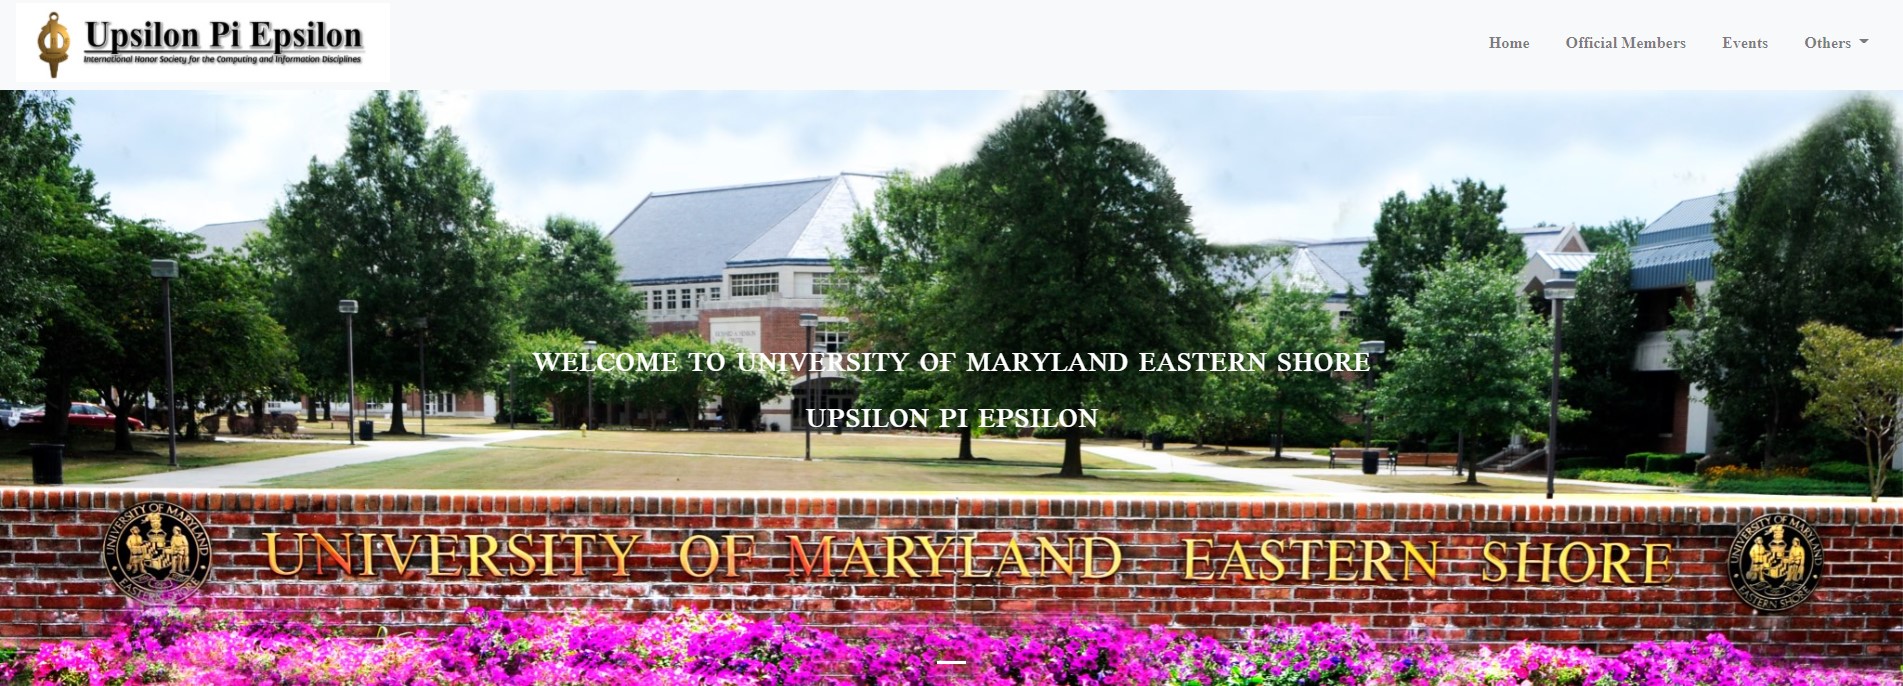 Upsilon Pi Epsilon
International Honor Society for the Computing and Information Disciplines
Home Official Members Events Others
WELCOME TO UNIVERSITY OF MARYLAND EASTERN SHORE
UPSILON PI EPSILON
UNIVERSITY OF MARYLAND EASTERN SHORE
UNIVERSITY OF MARYLAND
EASTERN SHORE
UNIVERSITY OF MARYLAND
EASTERN SHORE